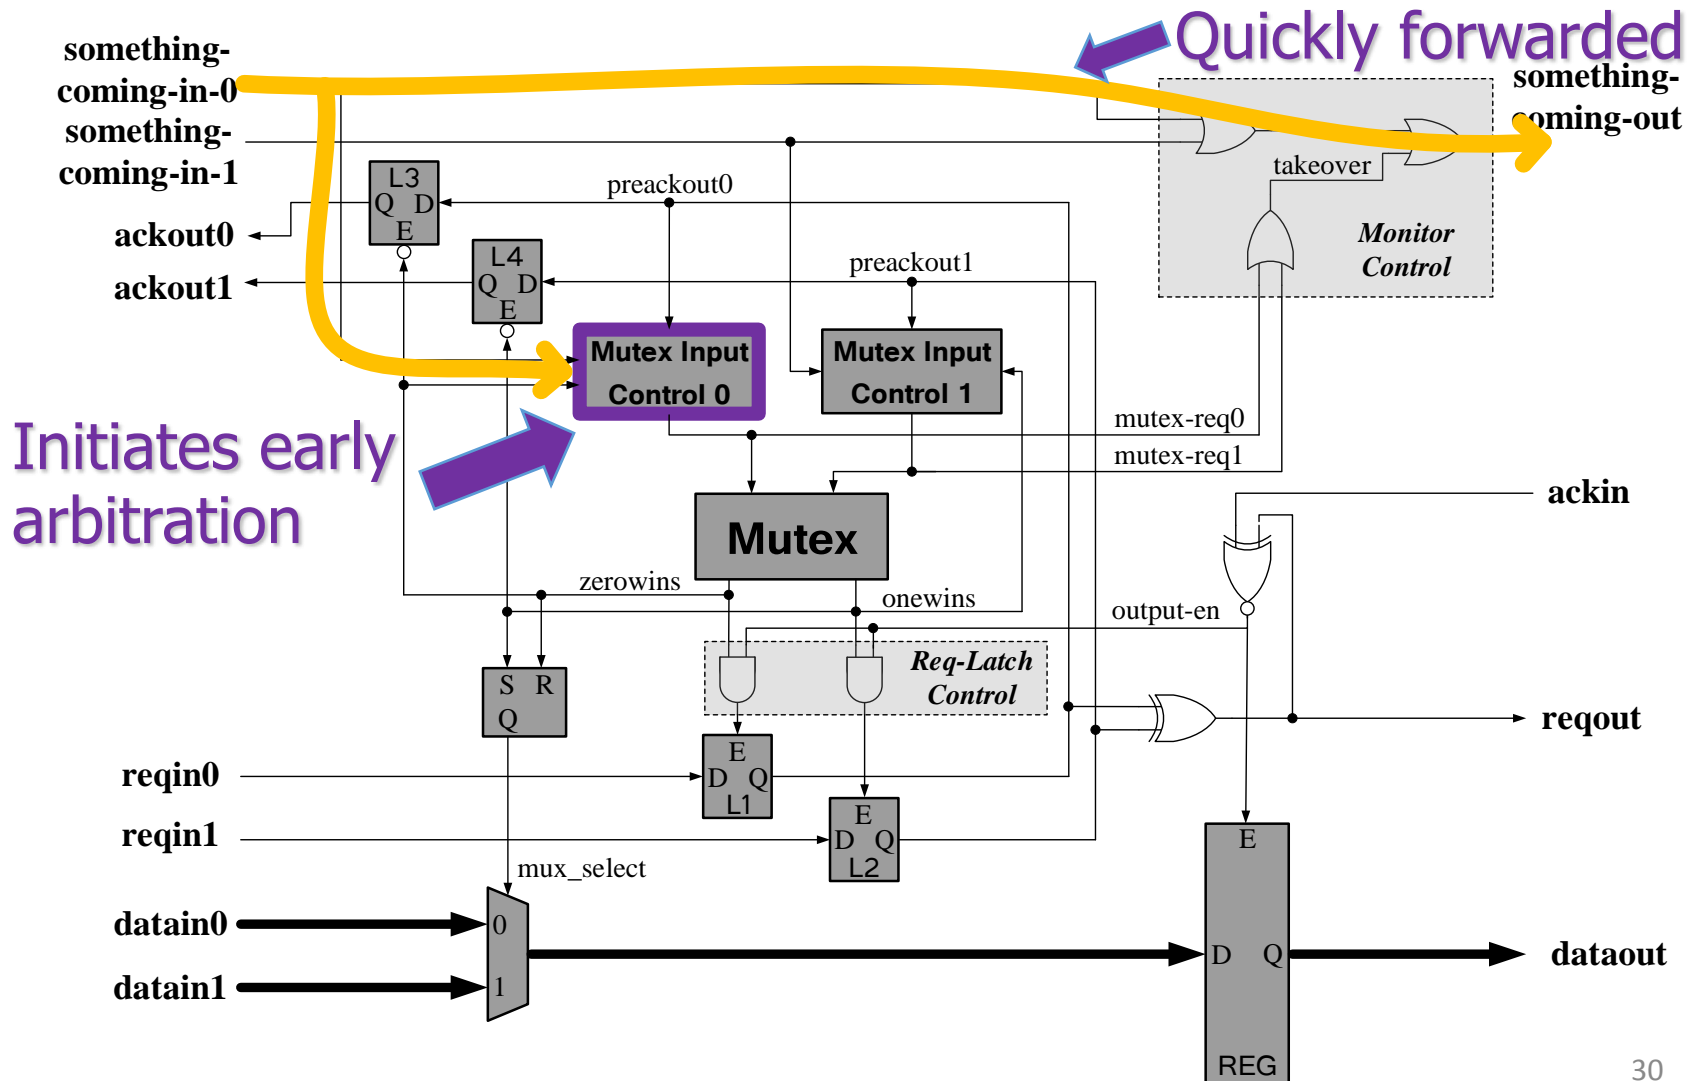 Quickly forwarded
something-
coming-in-0
something-
coming-out
something-
coming-in-1
takeover
L3
Q D
E
preackout0
ackout0
Monitor
Control
L4
Q D
E
preackout1
ackout1
Mutex Input
Control 0
Mutex Input
Control 1
mutex-req0
Initiates early
arbitration
mutex-req1
ackin
Mutex
zerowins
onewins
output-en
Req-Latch
Control
S R
Q
reqout
reqin0
E
D Q
L1
reqin1
E
D Q
L2
E
mux_select
datain0
0
D Q
dataout
datain1
1
REG
30